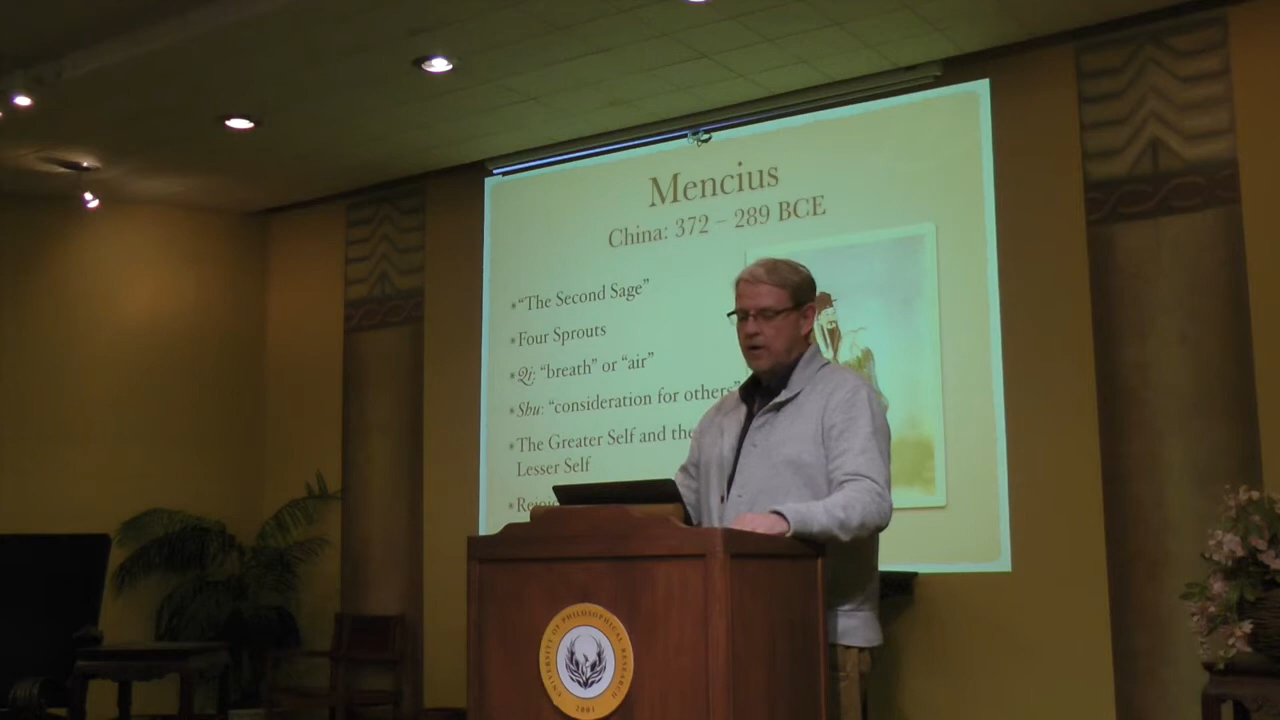 Mencius
China: 372 – 289 BCE
* "The Second Sage"
* Four Sprouts
* Qi: "breath" or "air"
* Shu: "consideration for others"
* The Greater Self and the
Lesser Self
UNIVERSITY OF PHILOSOPHICAL RESEARCH
2001